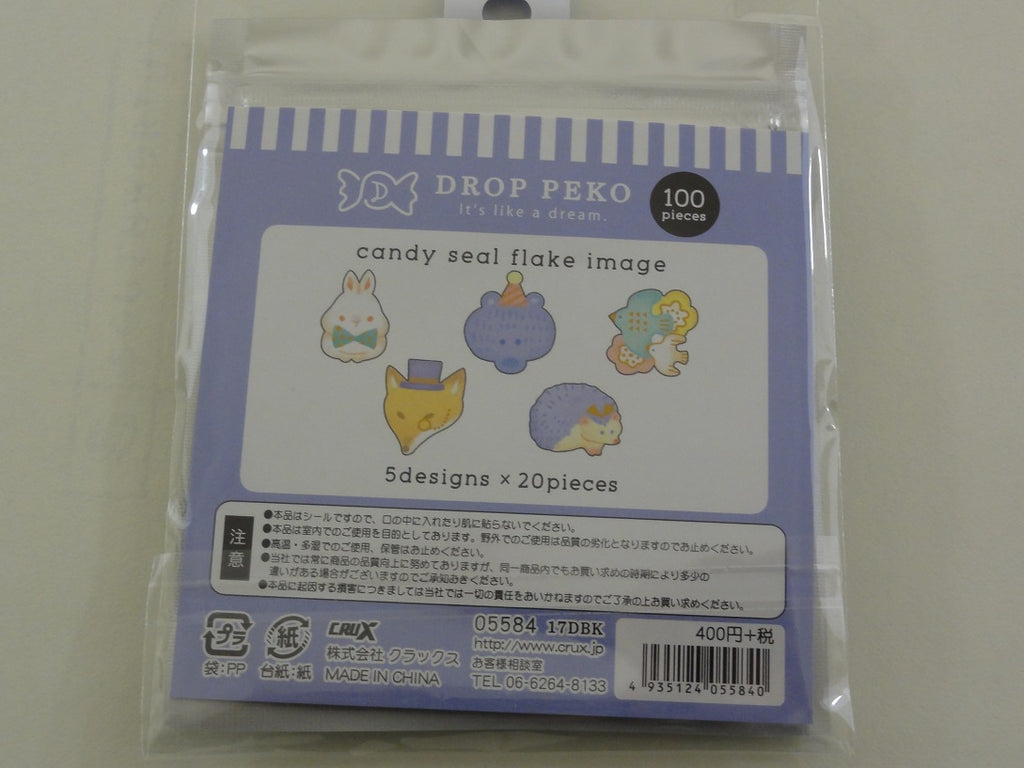 D
DROP PEKO
It's like a dream.
100
pieces
candy seal flake image
5designs × 20pieces
注意
●本品はシールですので、口の中に入れたり肌に貼らないでください。
●本品は室内でのご使用を目的としております。野外でのご使用は品質の劣化となりますのでお止めください。
●高温・多湿でのご使用、保管はお止めください。
●当社では常に商品の品質向上に努めておりますが、同一商品内でもお買い求めの時期により多少の
違いがある場合がございますのでご承知おきください。
●本品に起因する損害につきましては当社では一切の責任をおいかねますのでご了承の上お買い求めください。
プラ
袋:PP
紙
台紙:紙
CRUX
株式会社 クラックス
MADE IN CHINA
05584 17DBK
http://www.crux.jp
お客様相談室
TEL 06-6264-8133
400円+税
4 935124 055840